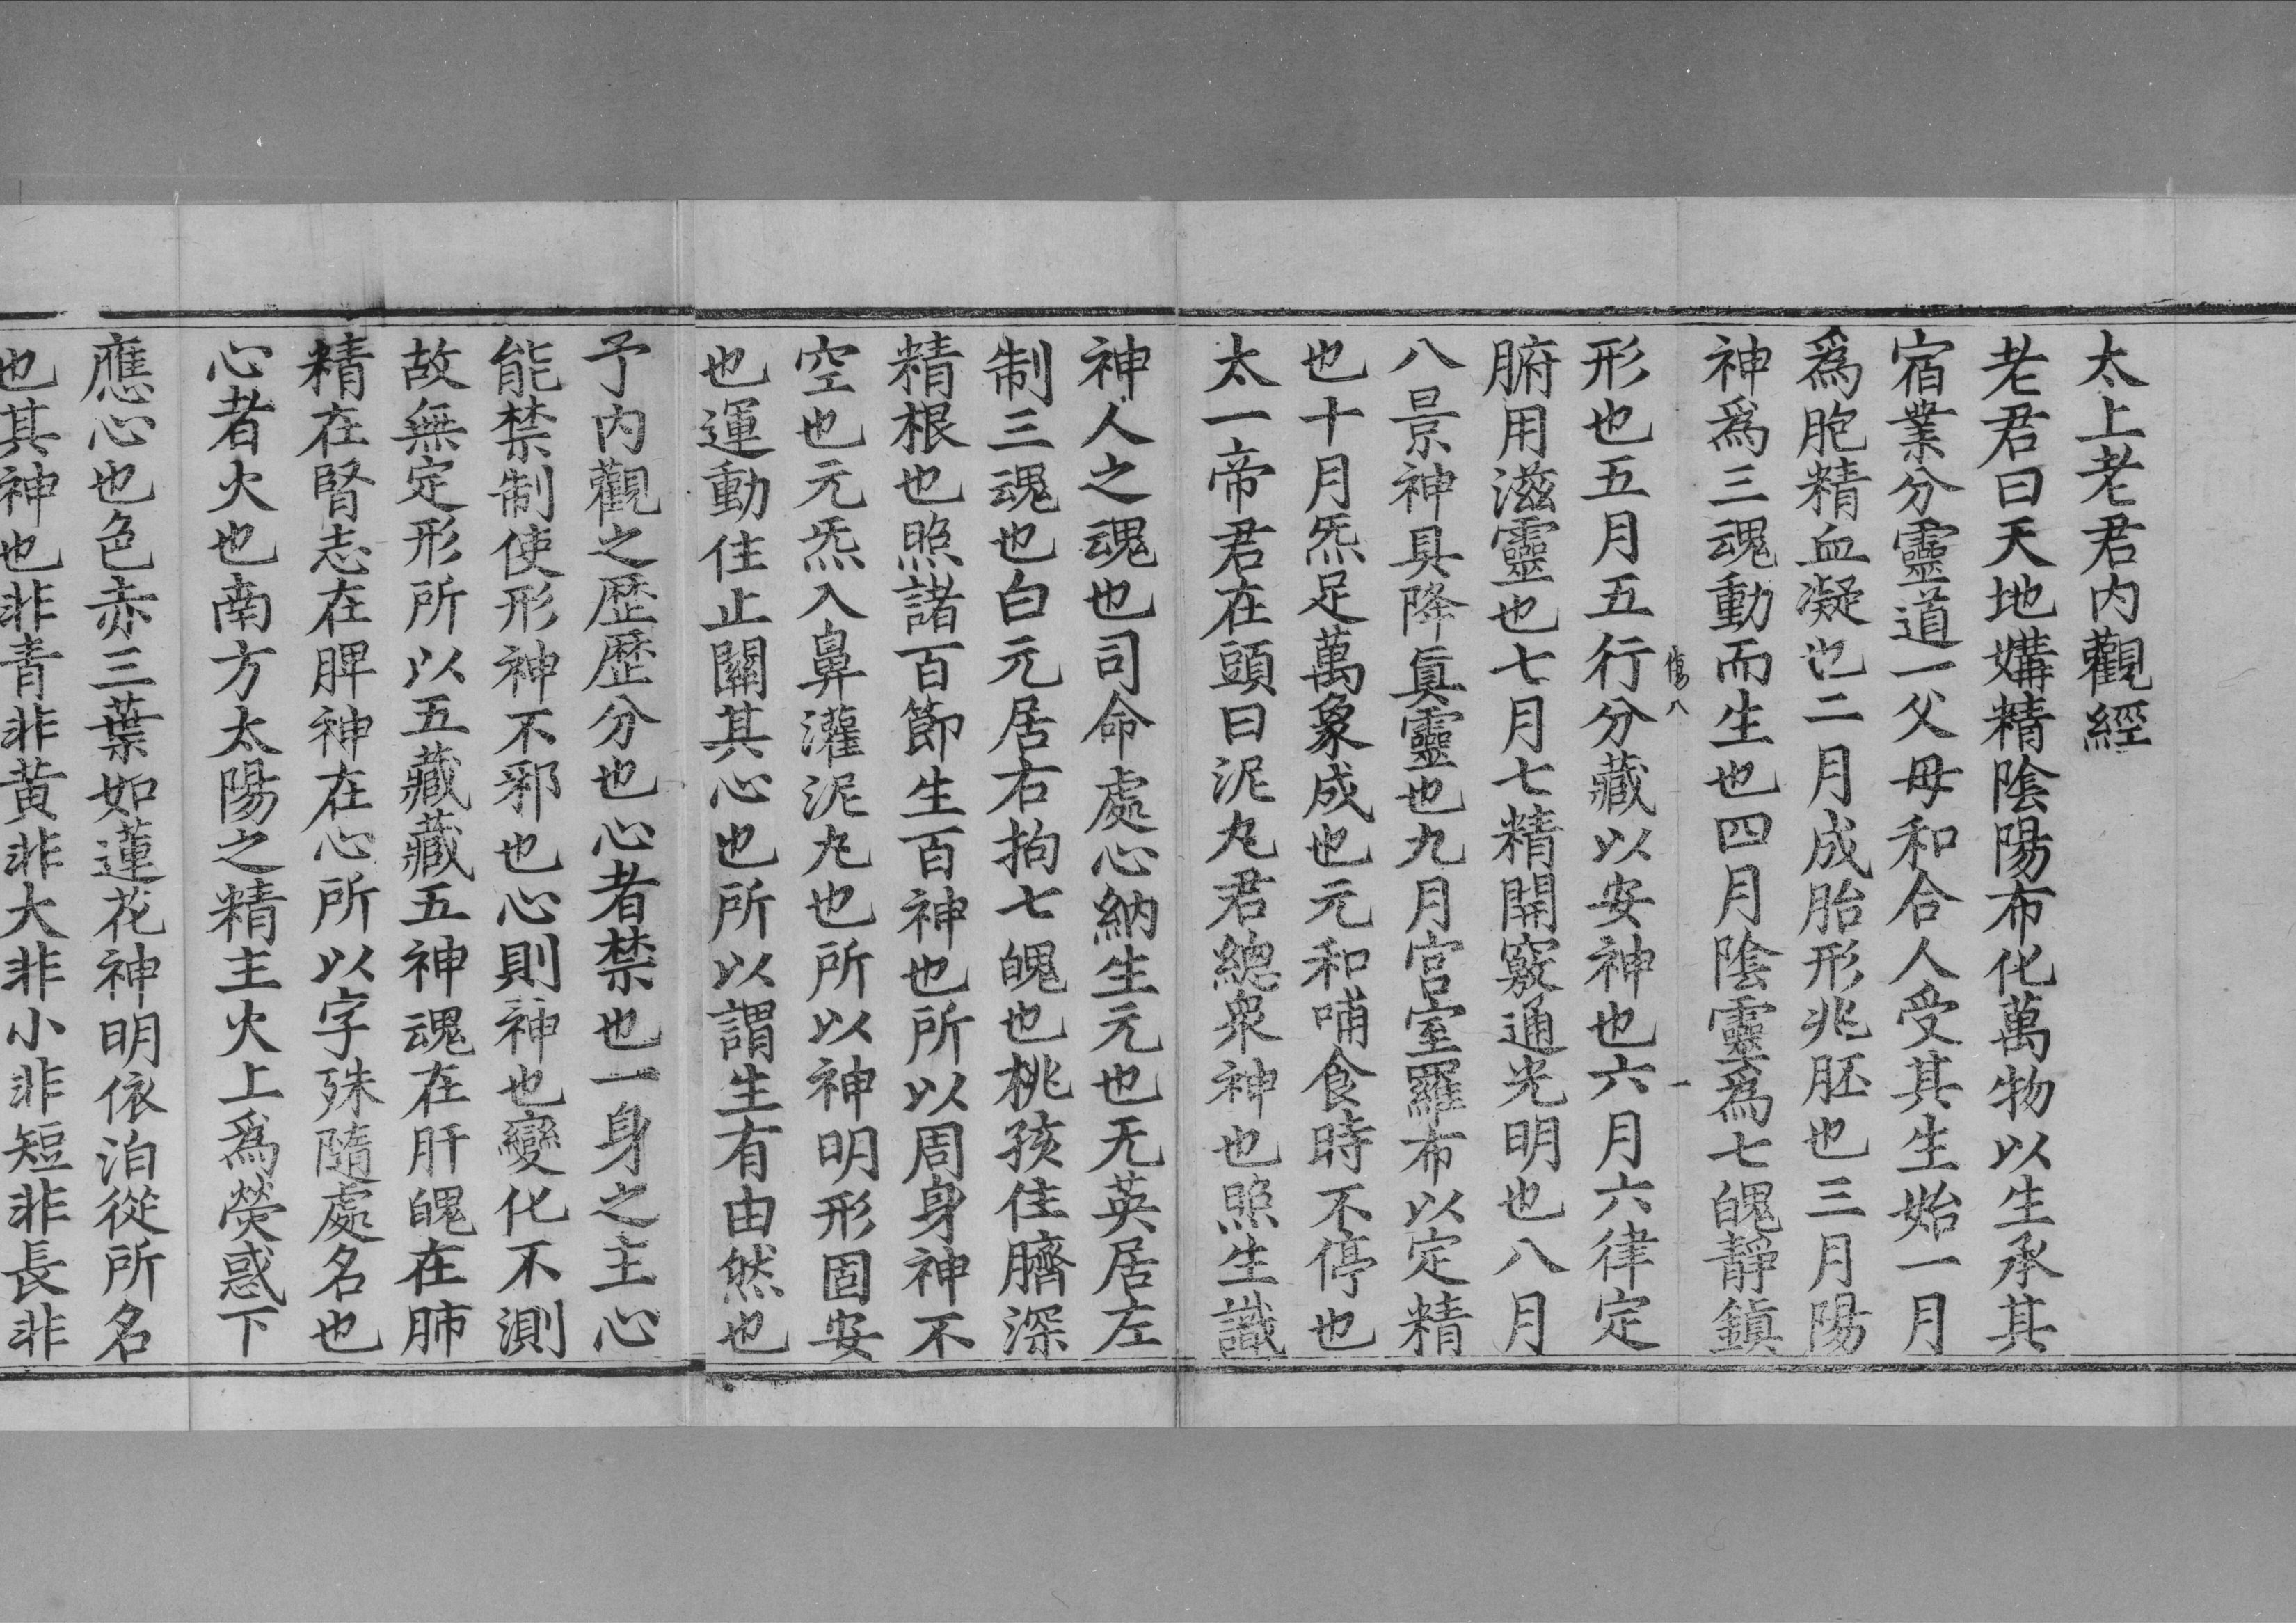 太上老君内觀經
老君曰天地媾精陰陽布化萬物以生承其
宿業分靈道一父母和合人受其生始一月
爲胞精血凝也二月成胎形兆胚也三月陽
神爲三魂動而生也四月陰靈爲七魄靜鎮
傷八
一
形也五月五行分藏以安神也六月六律定
腑用滋靈也七月七精開竅通光明也八月
八景神具降眞靈也九月宫室羅布以定精
也十月炁足萬象成也元和哺食時不停也
太一帝君在頭曰泥丸君總衆神也照生識
神人之魂也司命處心納生元也无英居左
制三魂也白元居右拘七魄也桃孩住臍深
精根也照諸百節生百神也所以周身神不
空也元炁入鼻灌泥丸也所以神明形固安
也運動住止關其心也所以謂生有由然也
予内觀之歷歷分也心者禁也一身之主心
能禁制使形神不邪也心則神也變化不測
故無定形所以五藏藏五神魂在肝魄在肺
精在腎志在脾神在心所以字殊隨處名也
心者火也南方太陽之精主火上爲熒惑下
應心也色赤三葉如蓮花神明依泊從所名
也其神也非青非黄非大非小非短非長非